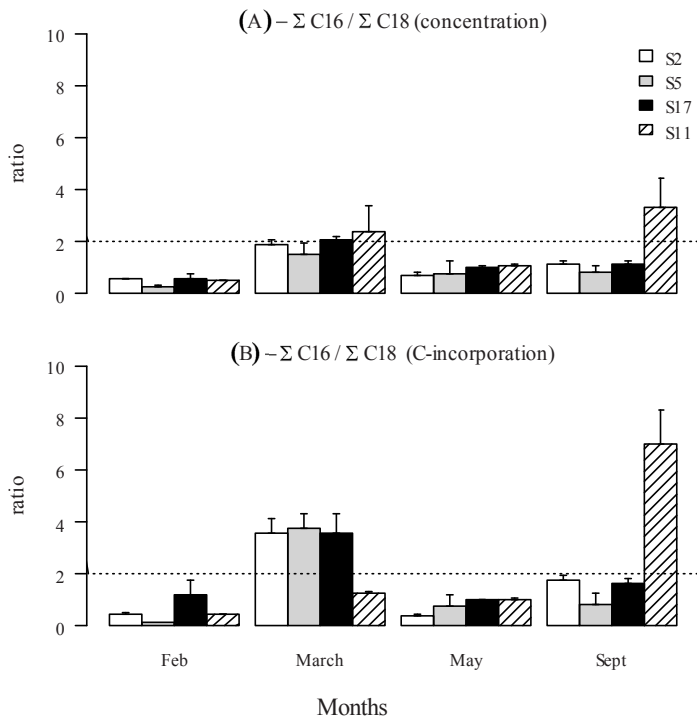 (A) – Σ C16 / Σ C18 (concentration)
10
8
6
4
2
0
ratio
S2
S5
S17
S11
(B) – Σ C16 / Σ C18 (C-incorporation)
10
8
6
4
2
0
ratio
Feb March May Sept
Months